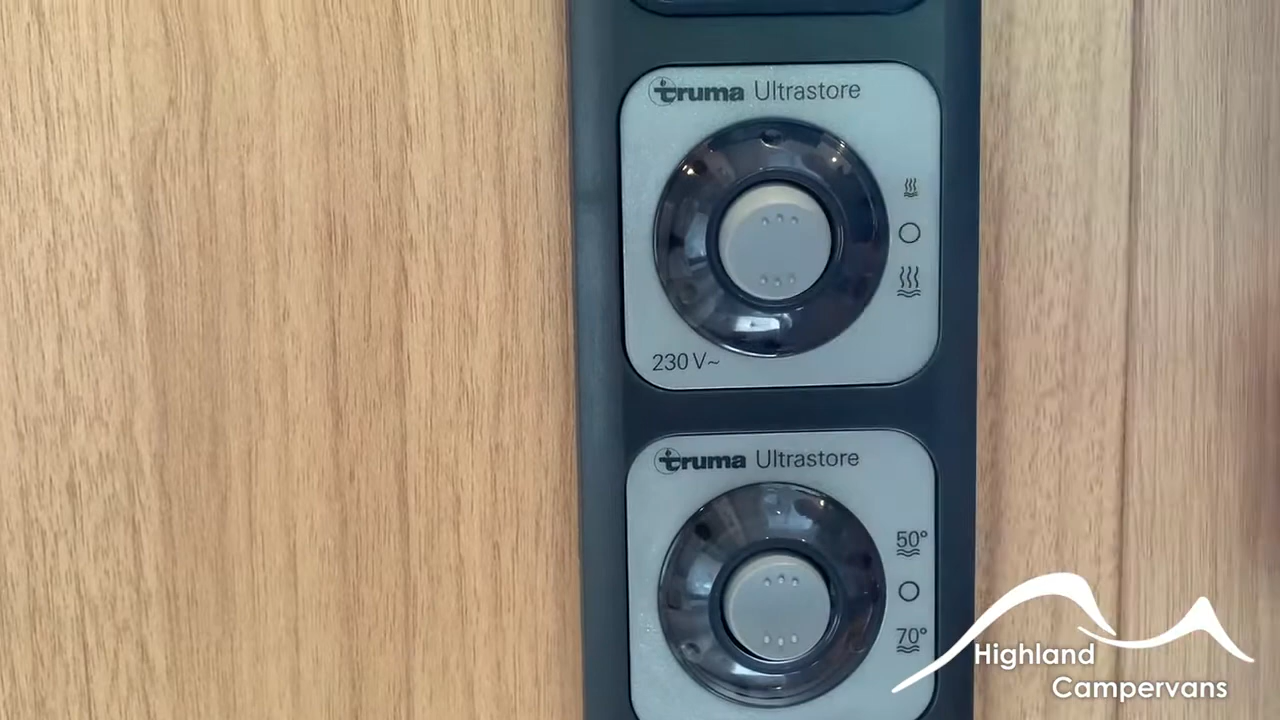 truma Ultrastore
230 V~
truma Ultrastore
50°
70°
Highland
Campervans